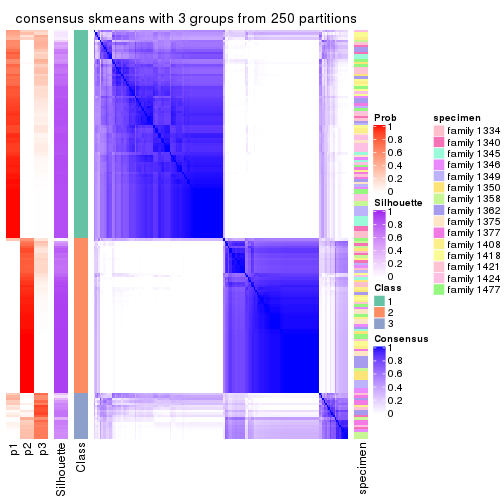 consensus skmeans with 3 groups from 250 partitions
p1
p2
p3
Silhouette
Class
specimen
Prob
1
0.8
0.6
0.4
0.2
0
Silhouette
1
0.8
0.6
0.4
0.2
0
Class
1
2
3
Consensus
1
0.8
0.6
0.4
0.2
0
specimen
family 1334
family 1340
family 1345
family 1346
family 1349
family 1350
family 1358
family 1362
family 1375
family 1377
family 1408
family 1418
family 1421
family 1424
family 1477